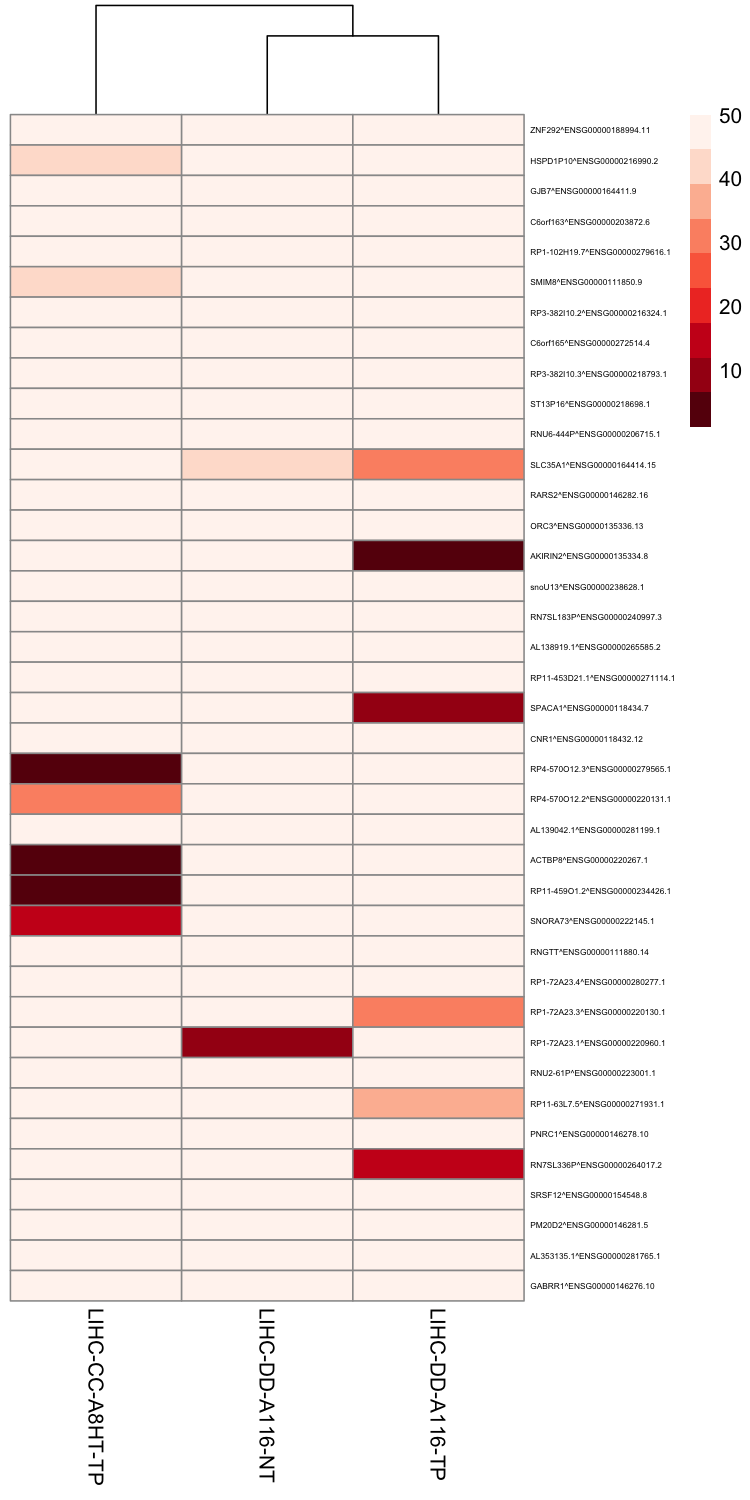 ZNF292^ENSG00000188994.11
HSPD1P10^ENSG00000216990.2
GJB7^ENSG00000164411.9
C6orf163^ENSG00000203872.6
RP1-102H19.7^ENSG00000279616.1
SMIM8^ENSG00000111850.9
RP3-382I10.2^ENSG00000216324.1
C6orf165^ENSG00000272514.4
RP3-382I10.3^ENSG00000218793.1
ST13P16^ENSG00000218698.1
RNU6-444P^ENSG00000206715.1
SLC35A1^ENSG00000164414.15
RARS2^ENSG00000146282.16
ORC3^ENSG00000135336.13
AKIRIN2^ENSG00000135334.8
snoU13^ENSG00000238628.1
RN7SL183P^ENSG00000240997.3
AL138919.1^ENSG00000265585.2
RP11-453D21.1^ENSG00000271114.1
SPACA1^ENSG00000118434.7
CNR1^ENSG00000118432.12
RP4-570O12.3^ENSG00000279565.1
RP4-570O12.2^ENSG00000220131.1
AL139042.1^ENSG00000281199.1
ACTBP8^ENSG00000220267.1
RP11-459O1.2^ENSG00000234426.1
SNORA73^ENSG00000222145.1
RNGTT^ENSG00000111880.14
RP1-72A23.4^ENSG00000280277.1
RP1-72A23.3^ENSG00000220130.1
RP1-72A23.1^ENSG00000220960.1
RNU2-61P^ENSG00000223001.1
RP11-63L7.5^ENSG00000271931.1
PNRC1^ENSG00000146278.10
RN7SL336P^ENSG00000264017.2
SRSF12^ENSG00000154548.8
PM20D2^ENSG00000146281.5
AL353135.1^ENSG00000281765.1
GABRR1^ENSG00000146276.10
50
40
30
20
10
LIHC-CC-A8HT-TP
LIHC-DD-A116-NT
LIHC-DD-A116-TP